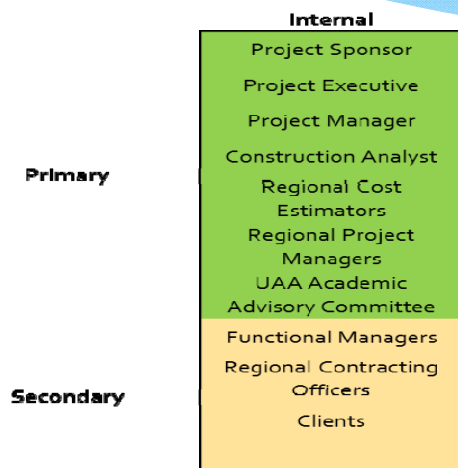 Internal
Project Sponsor
Project Executive
Project Manager
Construction Analyst
Primary
Regional Cost
Estimators
Regional Project
Managers
UAA Academic
Advisory Committee
Functional Managers
Regional Contracting
Officers
Secondary
Clients